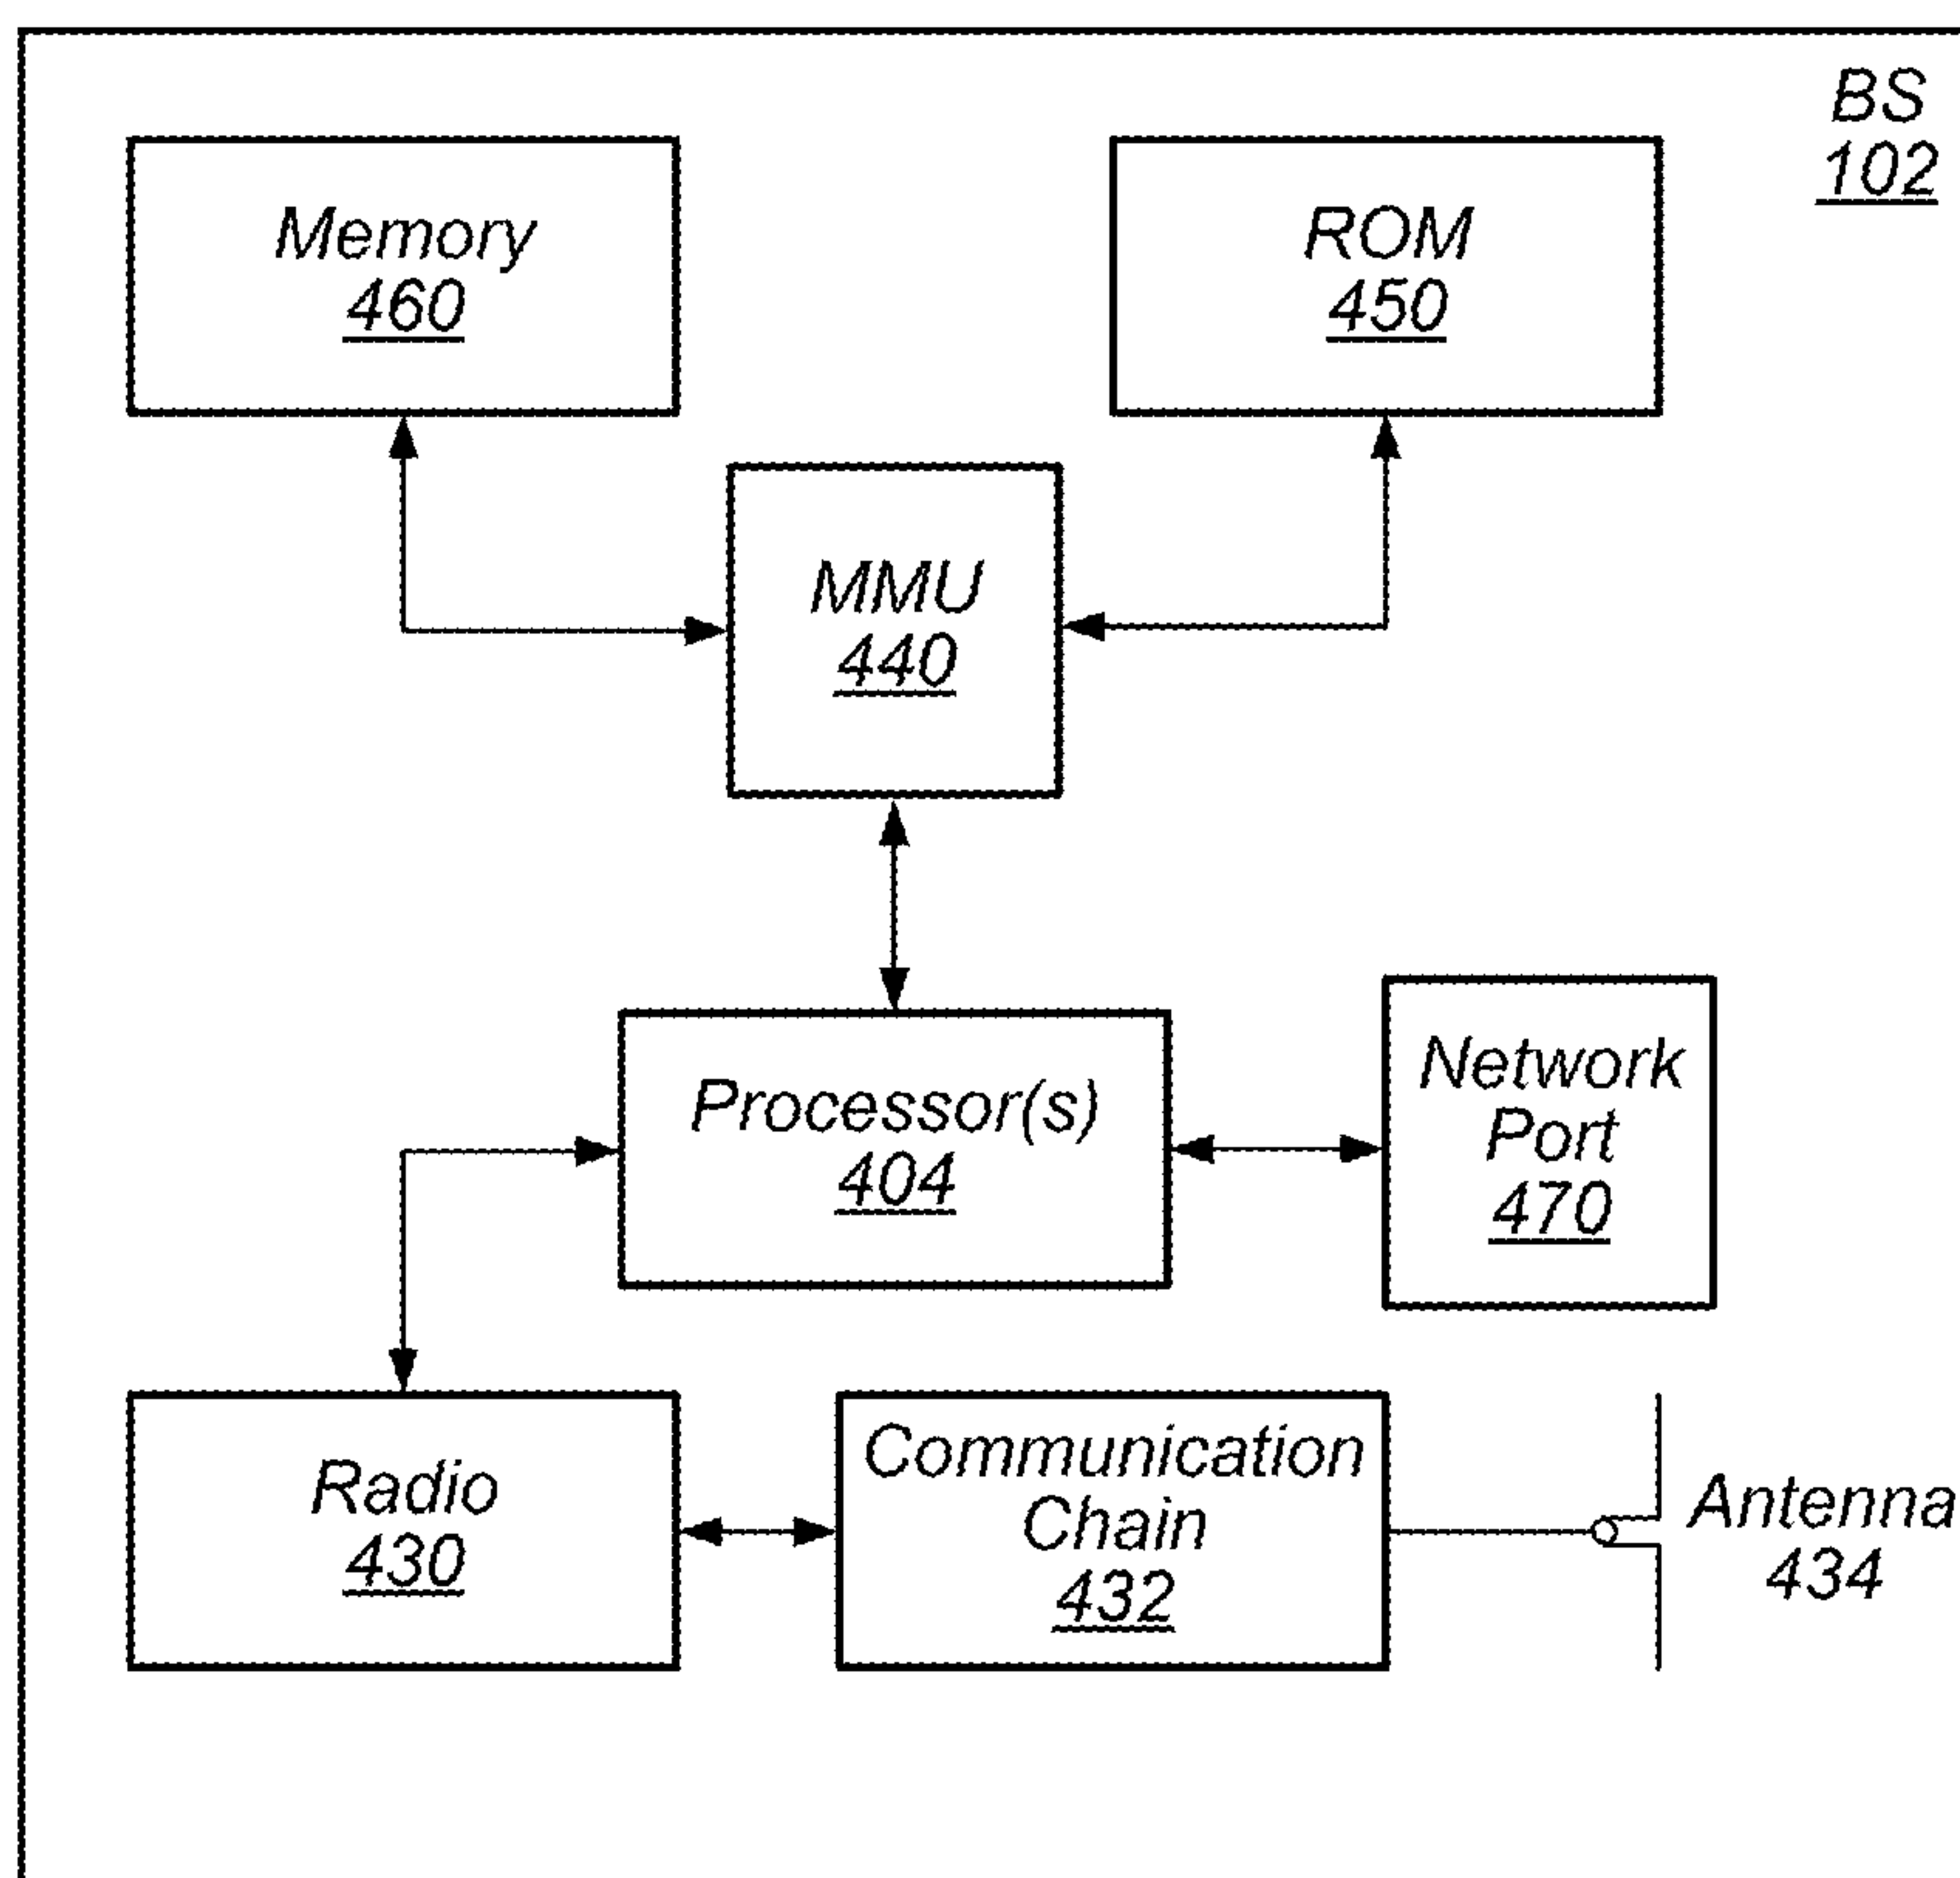 BS
102
Memory
460
ROM
450
MMU
440
Processor(s)
404
Network
Port
470
Radio
430
Communication
Chain
432
Antenna
434